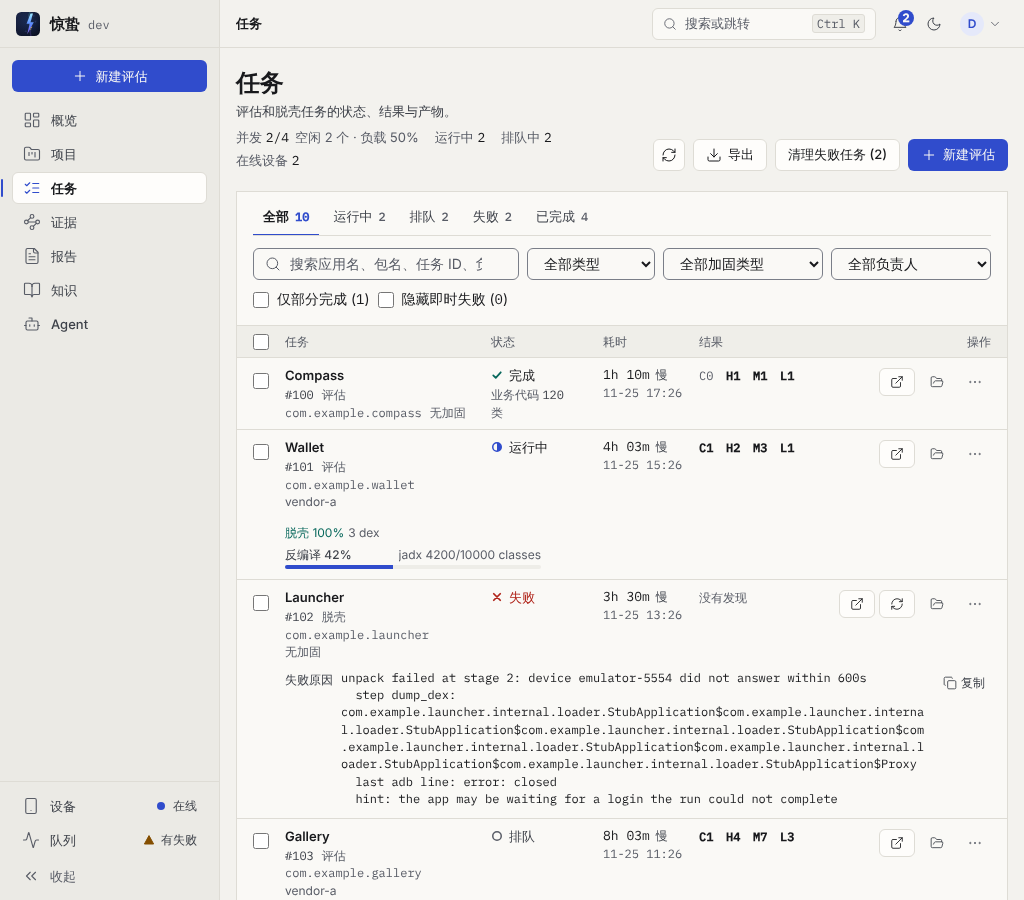 惊蛰 dev
任务
搜索或跳转 Ctrl K
2
D
新建评估
概览
项目
任务
证据
报告
知识
Agent
设备 在线
队列 有失败
收起
任务
评估和脱壳任务的状态、结果与产物。
并发 2/4 空闲 2 个 · 负载 50% 运行中 2 排队中 2
在线设备 2
导出
清理失败任务 (2)
新建评估
全部 10 运行中 2 排队 2 失败 2 已完成 4
搜索应用名、包名、任务 ID、
全部类型
全部加固类型
全部负责人
仅部分完成 (1) 隐藏即时失败 (0)
任务 状态 耗时 结果 操作
Compass 完成 1h 10m 慢 C0 H1 M1 L1
#100 评估 业务代码 120 类 11-25 17:26
com.example.compass 无加固
Wallet 运行中 4h 03m 慢 C1 H2 M3 L1
#101 评估 11-25 15:26
com.example.wallet
vendor-a
脱壳 100% 3 dex
反编译 42% jadx 4200/10000 classes
Launcher 失败 3h 30m 慢 没有发现
#102 脱壳 11-25 13:26
com.example.launcher
无加固
失败原因 unpack failed at stage 2: device emulator-5554 did not answer within 600s 复制
step dump_dex:
com.example.launcher.internal.loader.StubApplication$com.example.launcher.interna
l.loader.StubApplication$com.example.launcher.internal.loader.StubApplication$com
.example.launcher.internal.loader.StubApplication$com.example.launcher.internal.l
oader.StubApplication$com.example.launcher.internal.loader.StubApplication$Proxy
last adb line: error: closed
hint: the app may be waiting for a login the run could not complete
Gallery 排队 8h 03m 慢 C1 H4 M7 L3
#103 评估 11-25 11:26
com.example.gallery
vendor-a